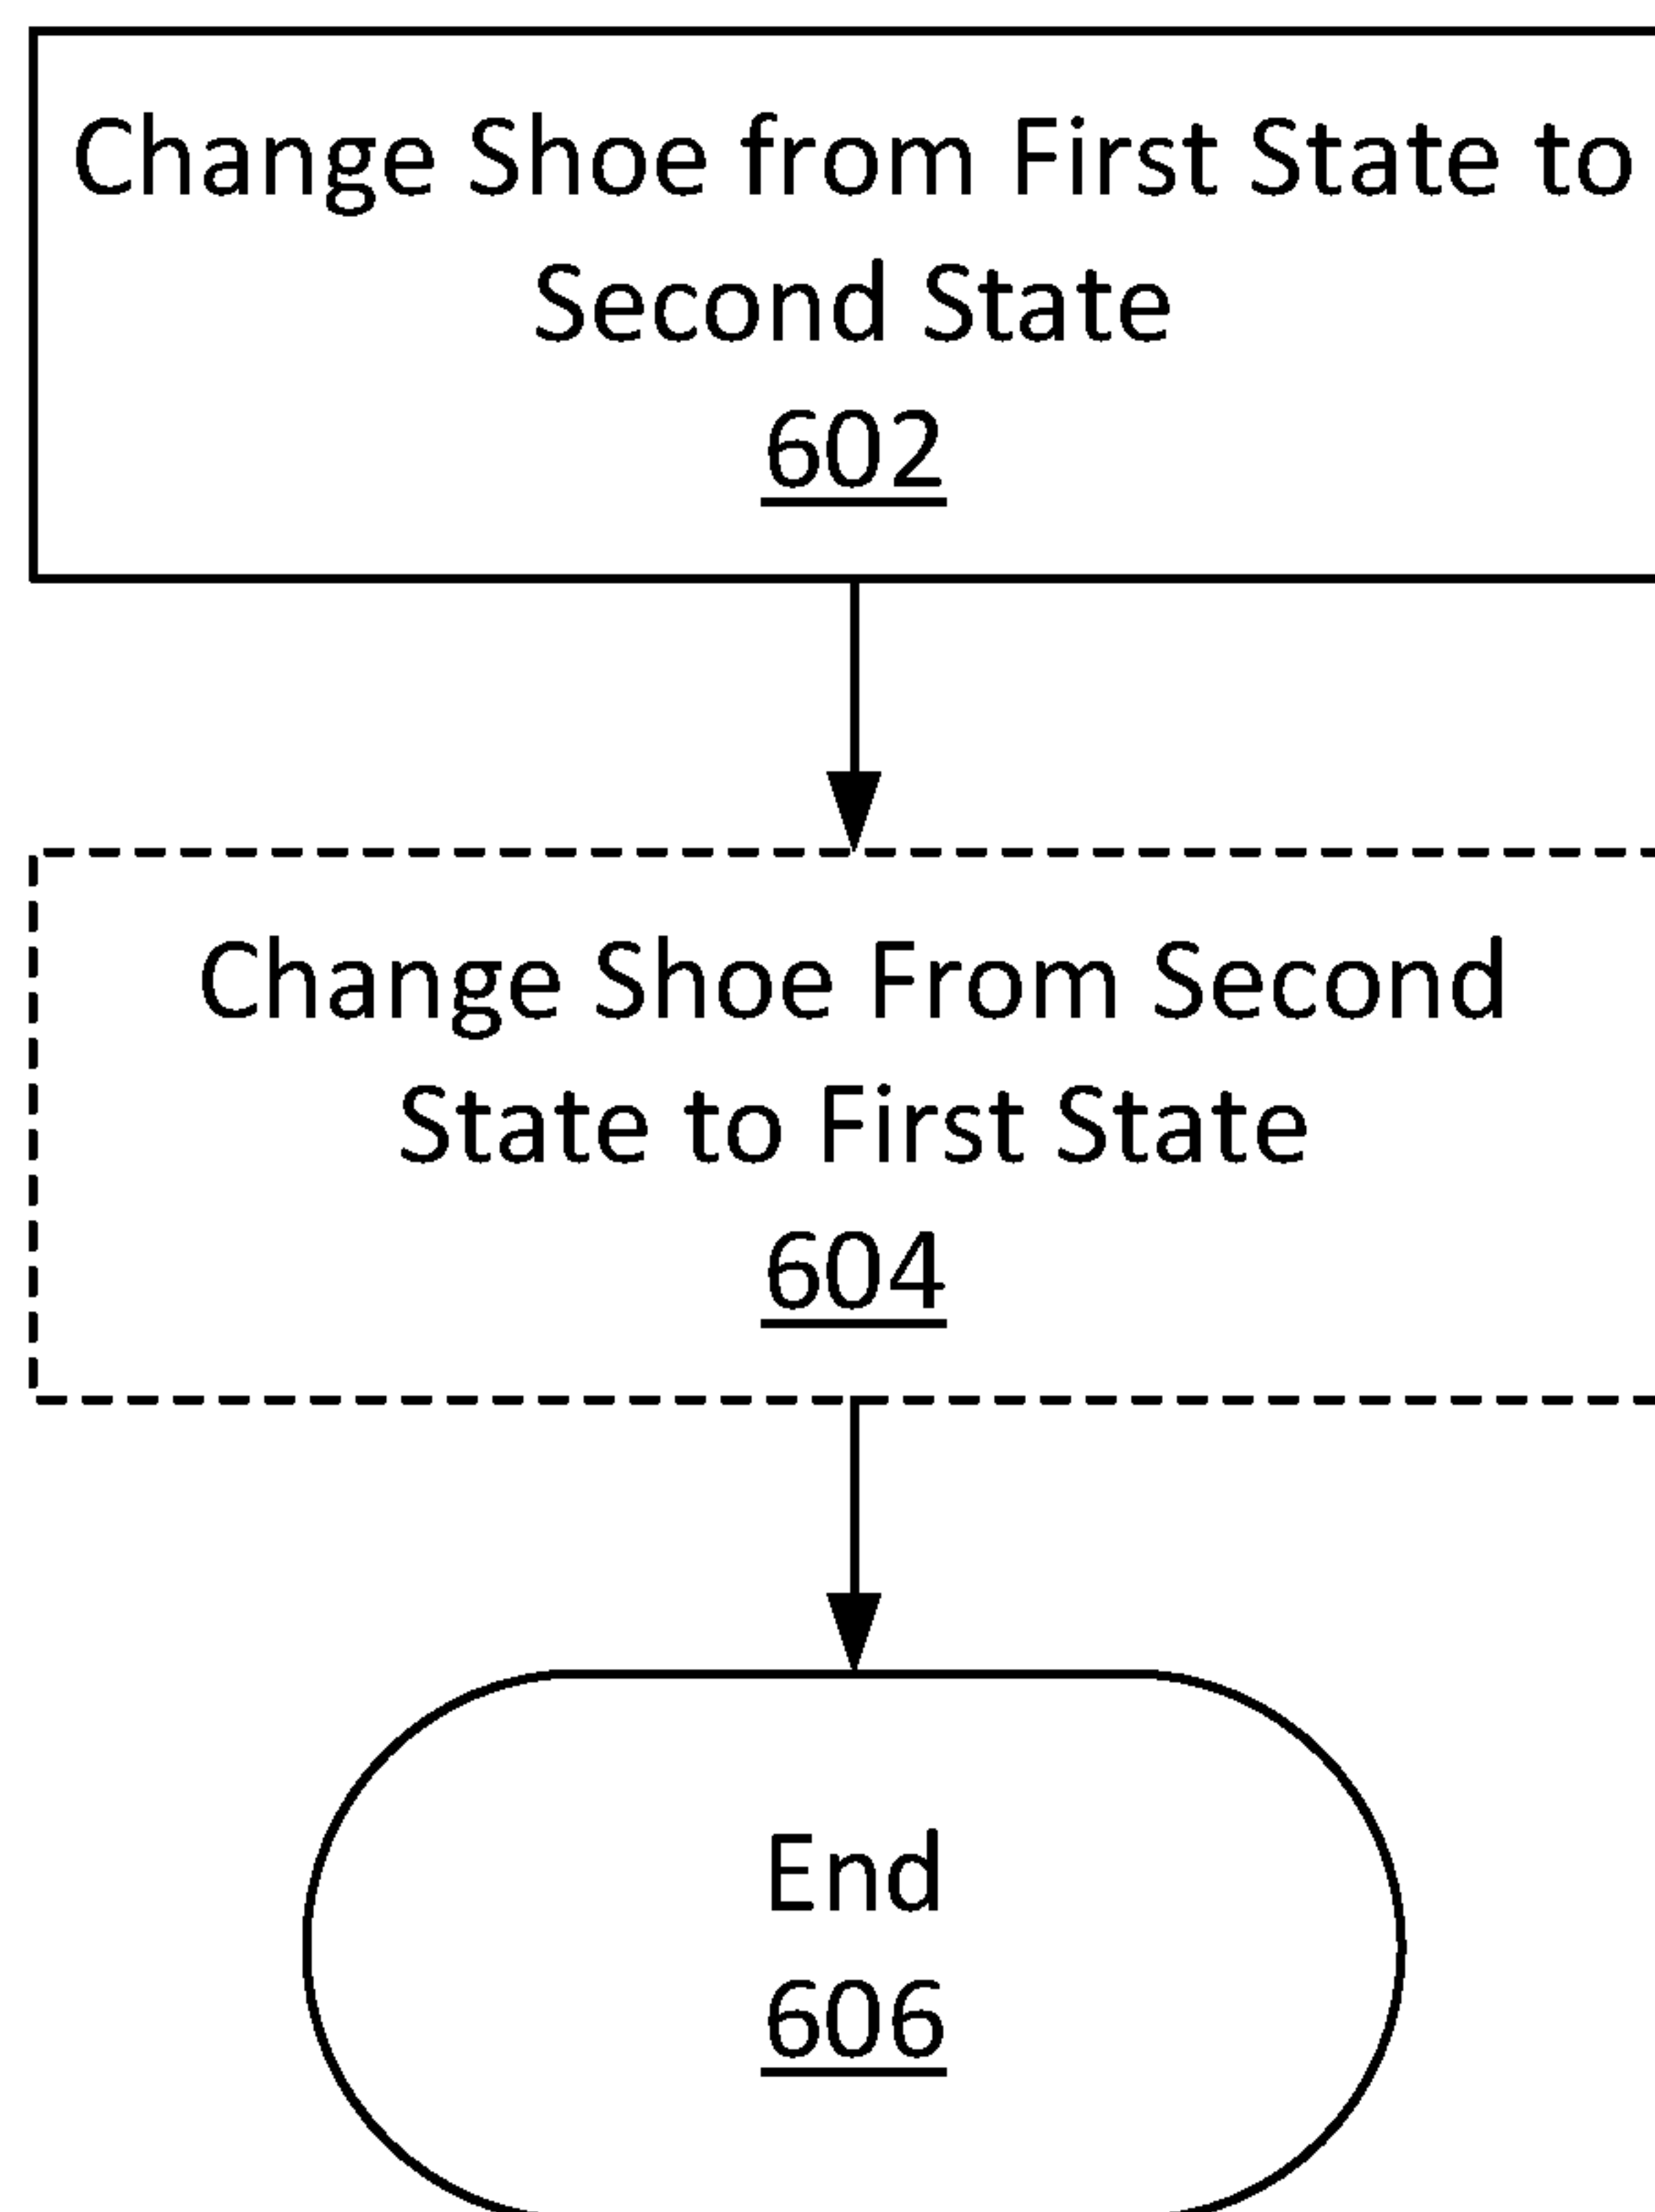 Change Shoe from First State to
Second State
602
Change Shoe From Second
State to First State
604
End
606